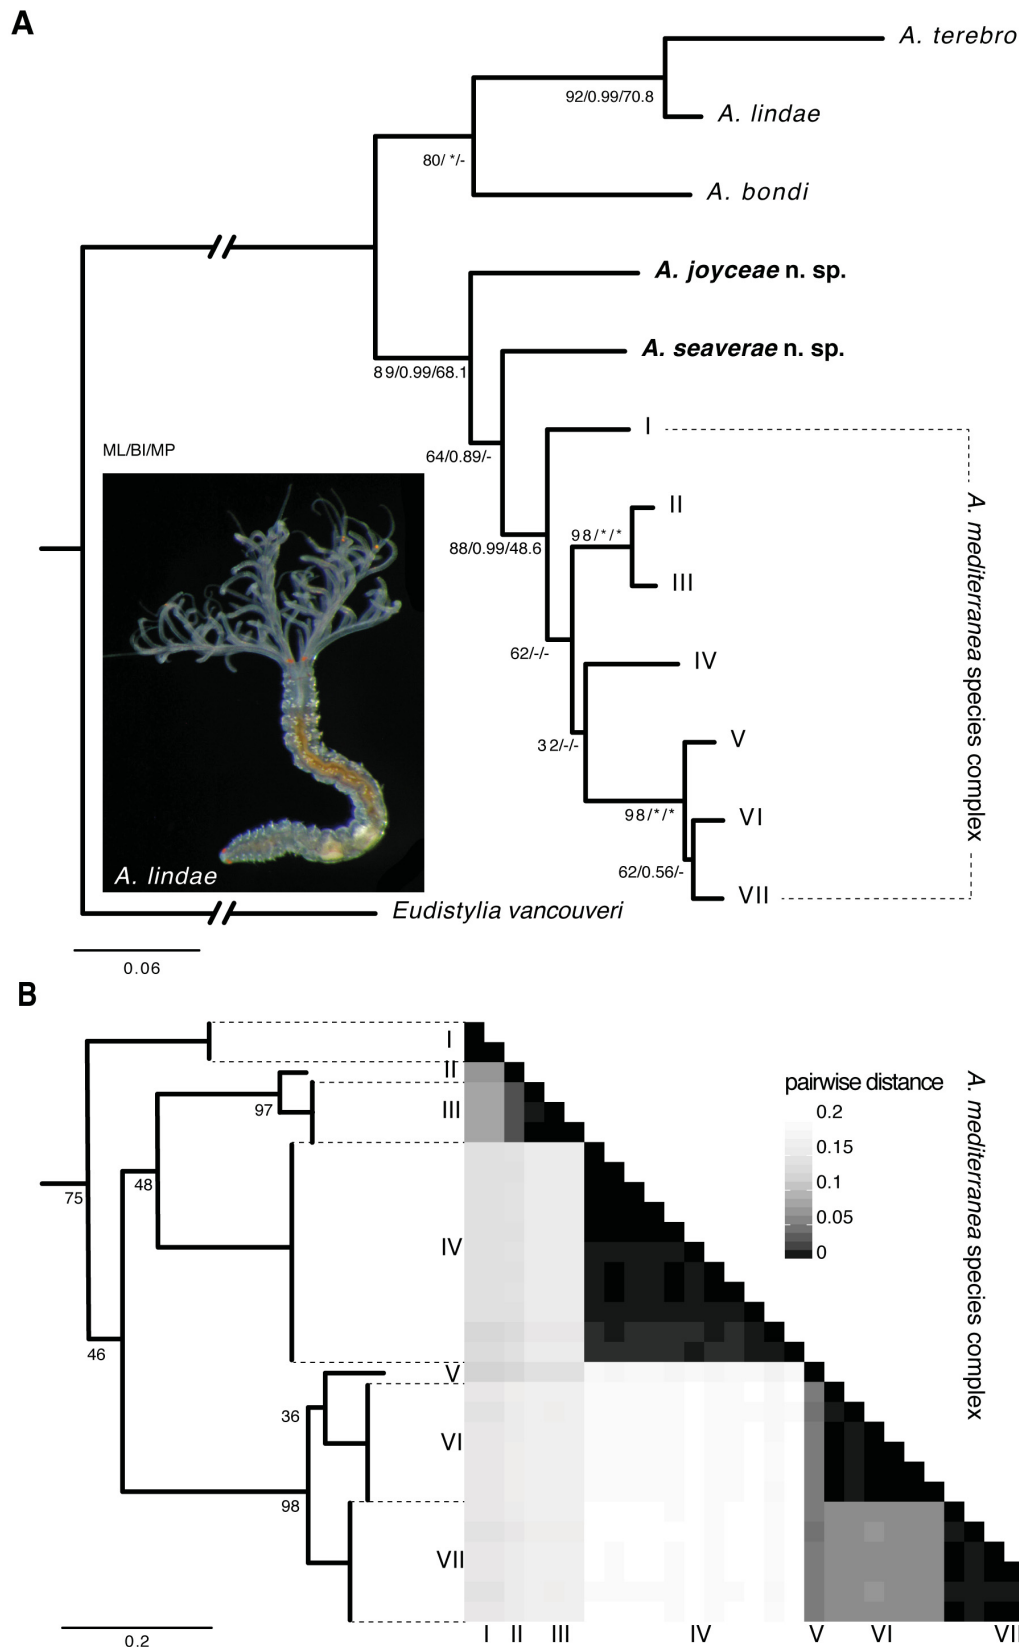 A
A. terebro
92/0.99/70.8
A. lindae
80/ */-
A. bondi
A. joyceae n. sp.
89/0.99/68.1
A. seaverae n. sp.
64/0.89/-
I
ML/BI/MP
II
98/*/*
88/0.99/48.6
III
62/-/-
IV
32/-/-
V
98/*/*
VI
62/0.56/-
VII
A. mediterranea species complex
A. lindae
Eudistylia vancouveri
0.06
B
I
II
97
III
75
48
IV
46
V
36
VI
98
VII
0.2
pairwise distance
0.2
0.15
0.1
0.05
0
A. mediterranea species complex
I II III IV V VI VII